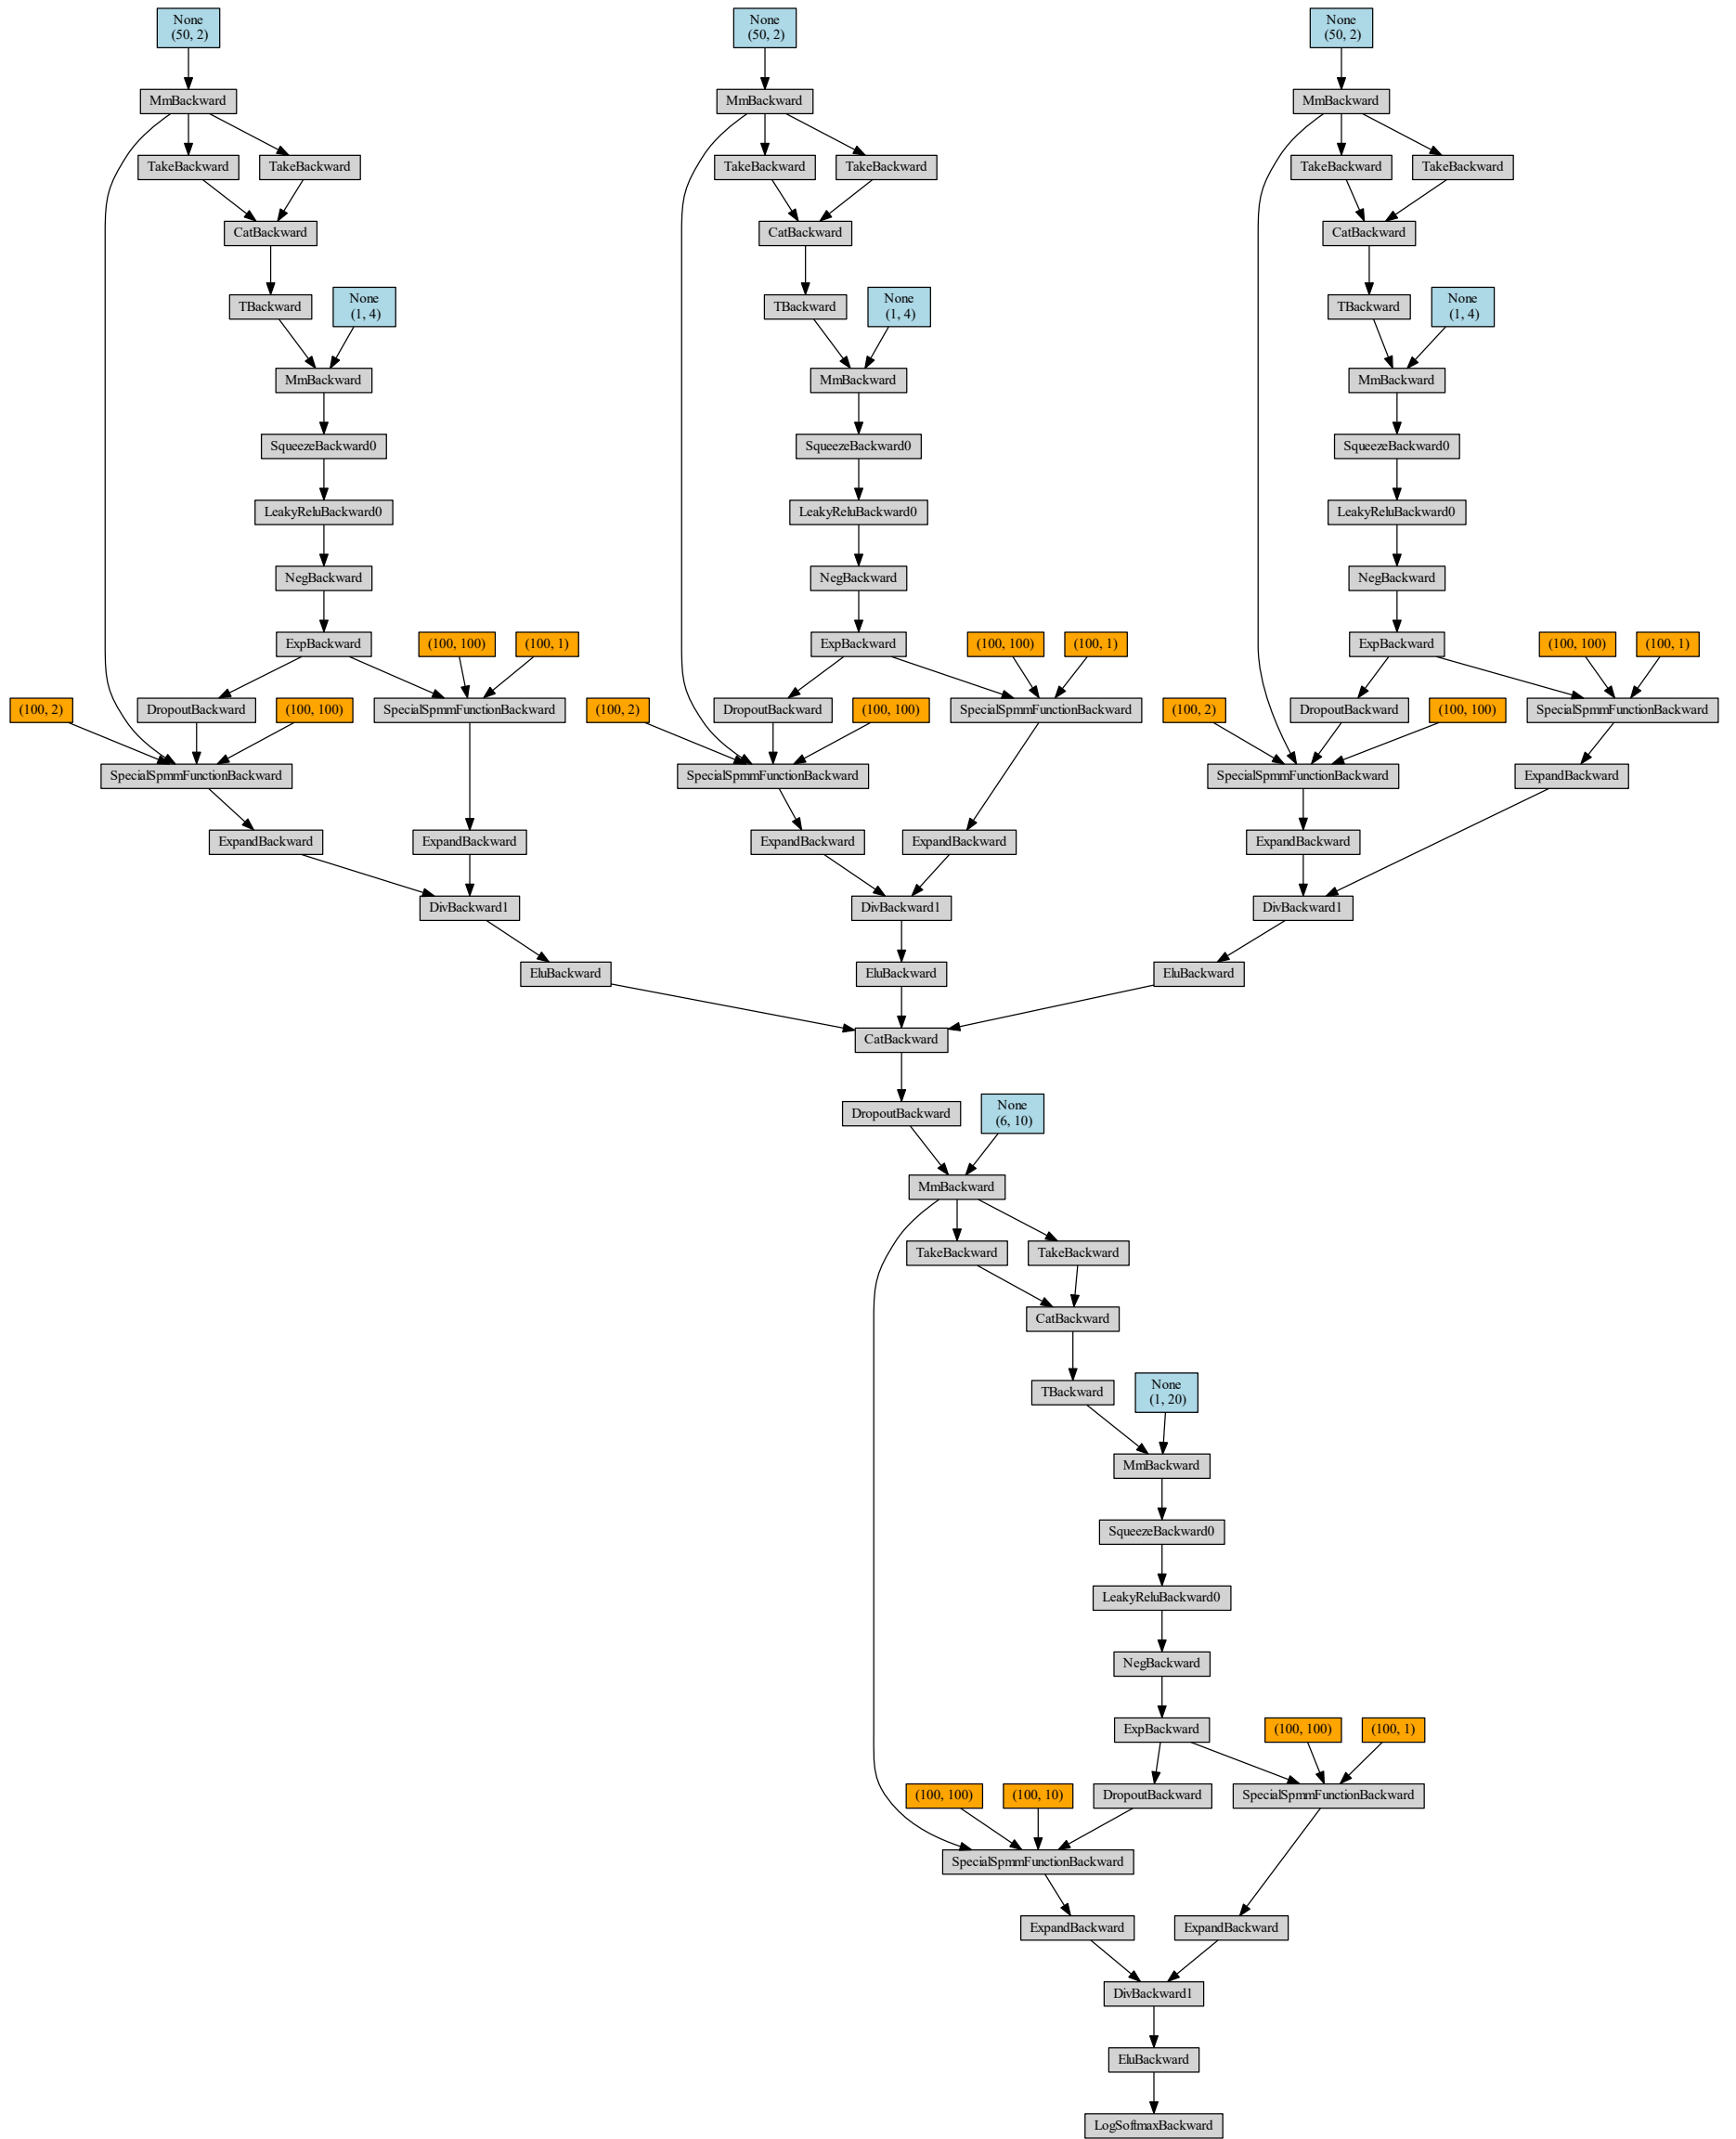 None
(50, 2)
None
(50, 2)
None
(50, 2)
MmBackward
MmBackward
MmBackward
TakeBackward
TakeBackward
TakeBackward
TakeBackward
TakeBackward
TakeBackward
CatBackward
CatBackward
CatBackward
TBackward
None
(1, 4)
TBackward
None
(1, 4)
TBackward
None
(1, 4)
MmBackward
MmBackward
MmBackward
SqueezeBackward0
SqueezeBackward0
SqueezeBackward0
LeakyReluBackward0
LeakyReluBackward0
LeakyReluBackward0
NegBackward
NegBackward
NegBackward
ExpBackward
(100, 100)
(100, 1)
ExpBackward
(100, 100)
(100, 1)
ExpBackward
(100, 100)
(100, 1)
(100, 2)
DropoutBackward
(100, 100)
SpecialSpmmFunctionBackward
(100, 2)
DropoutBackward
(100, 100)
SpecialSpmmFunctionBackward
(100, 2)
DropoutBackward
(100, 100)
SpecialSpmmFunctionBackward
SpecialSpmmFunctionBackward
SpecialSpmmFunctionBackward
SpecialSpmmFunctionBackward
ExpandBackward
ExpandBackward
ExpandBackward
ExpandBackward
ExpandBackward
ExpandBackward
DivBackward1
DivBackward1
DivBackward1
EluBackward
EluBackward
EluBackward
CatBackward
DropoutBackward
None
(6, 10)
MmBackward
TakeBackward
TakeBackward
CatBackward
TBackward
None
(1, 20)
MmBackward
SqueezeBackward0
LeakyReluBackward0
NegBackward
ExpBackward
(100, 100)
(100, 1)
(100, 100)
(100, 10)
DropoutBackward
SpecialSpmmFunctionBackward
SpecialSpmmFunctionBackward
ExpandBackward
ExpandBackward
DivBackward1
EluBackward
LogSoftmaxBackward